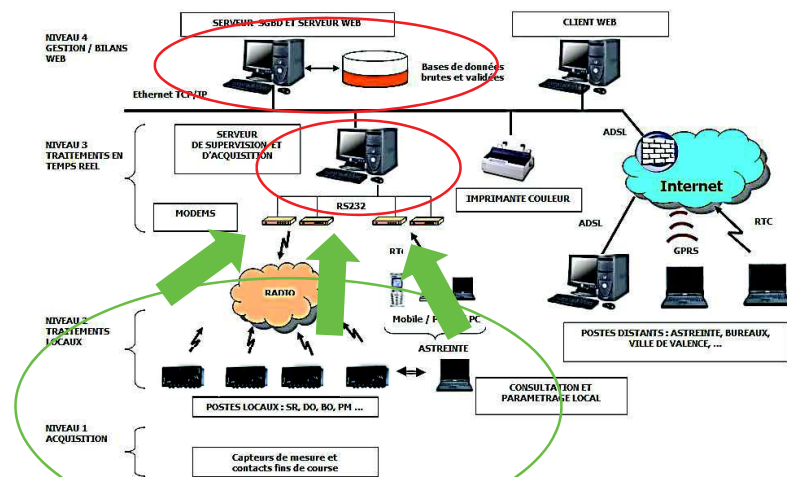 SERVEUR SGBD ET SERVEUR WEB
CLIENT WEB
NIVEAU 4
GESTION / BILANS
WEB
Bases de données
brutes et validées
Ethernet TCP/IP
NIVEAU 3
TRAITEMENTS EN
TEMPS REEL
SERVEUR
DE SUPERVISION ET
D'ACQUISITION
ADSL
Internet
RS232
IMPRIMANTE COULEUR
MODEMS
ADSL
GPRS
RTC
RTC
RADIO
NIVEAU 2
TRAITEMENTS
LOCAUX
Mobile / PC
ASTREINTE
POSTES DISTANTS : ASTREINTE, BUREAUX,
VILLE DE VALENCE, ...
CONSULTATION ET
PARAMETRAGE LOCAL
POSTES LOCAUX : SR, DO, BO, PM ...
NIVEAU 1
ACQUISITION
Capteurs de mesure et
contacts fins de course